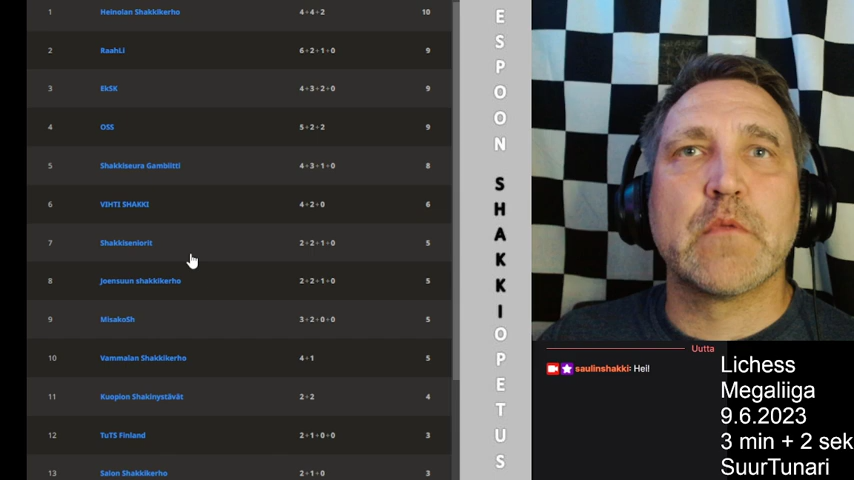 1 Heinolan Shakkikerho 4+4+2 10
2 RaahLi 6+2+1+0 9
3 EkSK 4+3+2+0 9
4 OSS 5+2+2 9
5 Shakkiseura Gambiitti 4+3+1+0 8
6 VIHTI SHAKKI 4+2+0 6
7 Shakkiseniorit 2+2+1+0 5
8 Joensuun shakkikerho 2+2+1+0 5
9 MisakoSh 3+2+0+0 5
10 Vammalan Shakkikerho 4+1 5
11 Kuopion Shakinystävät 2+2 4
12 TuTS Finland 2+1+0+0 3
13 Salon Shakkikerho 2+1+0 3
ESPOON
SHAKKI
OPETUS
Uutta
saulinshakki: Hei!
Lichess
Megaliiga
9.6.2023
3 min + 2 sek
SuurTunari